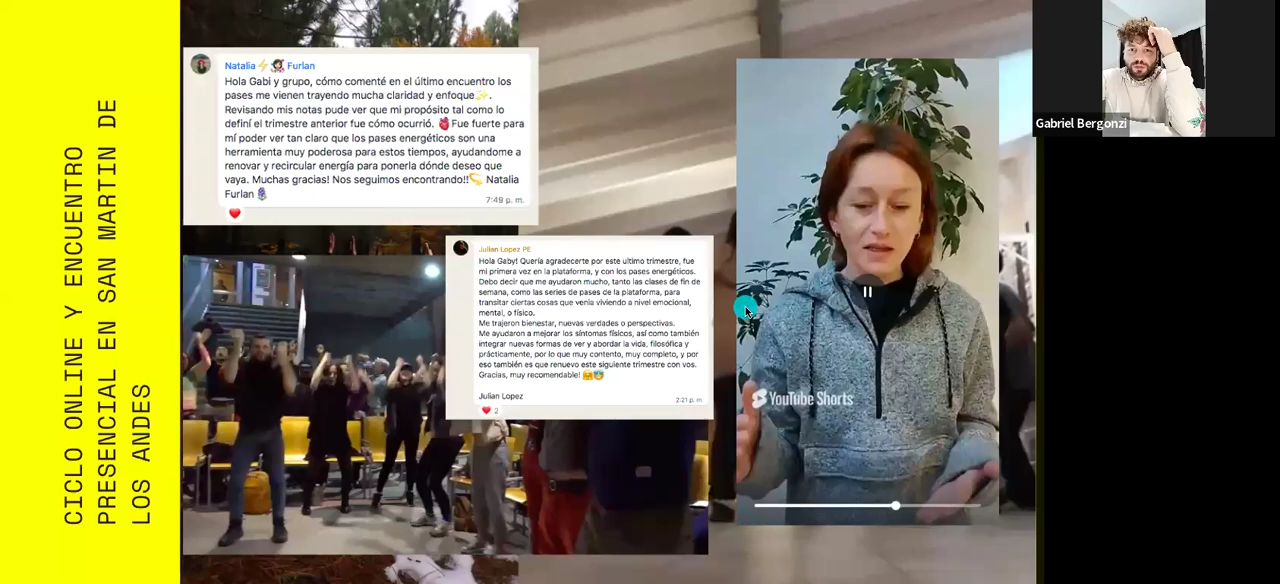 CICLO ONLINE Y ENCUENTRO
PRESENCIAL EN SAN MARTIN DE
LOS ANDES
Natalia⚡👩🏻‍🚀 Furlan
Hola Gabi y grupo, cómo comenté en el último encuentro los
pases me vienen trayendo mucha claridad y enfoque✨.
Revisando mis notas pude ver que mi propósito tal como lo
definí el trimestre anterior fue cómo ocurrió. 🫀Fue fuerte para
mí poder ver tan claro que los pases energéticos son una
herramienta muy poderosa para estos tiempos, ayudandome a
renovar y recircular energía para ponerla dónde deseo que
vaya. Muchas gracias! Nos seguimos encontrando!!💫 Natalia
Furlan 🪻
7:49 p. m.
❤️
Julian Lopez PE
Hola Gaby! Quería agradecerte por este ultimo trimestre, fue
mi primera vez en la plataforma, y con los pases energéticos.
Debo decir que me ayudaron mucho, tanto las clases de fin de
semana, como las series de pases de la plataforma, para
transitar ciertas cosas que venía viviendo a nivel emocional,
mental, o físico.
Me trajeron bienestar, nuevas verdades o perspectivas.
Me ayudaron a mejorar los síntomas físicos, así como también
integrar nuevas formas de ver y abordar la vida, filosófica y
prácticamente, por lo que muy contento, muy completo, y por
eso también es que renuevo este siguiente trimestre con vos.
Gracias, muy recomendable! 🤗😇
Julian Lopez
2:21 p. m.
❤️ 2
YouTube Shorts
Gabriel Bergonzi